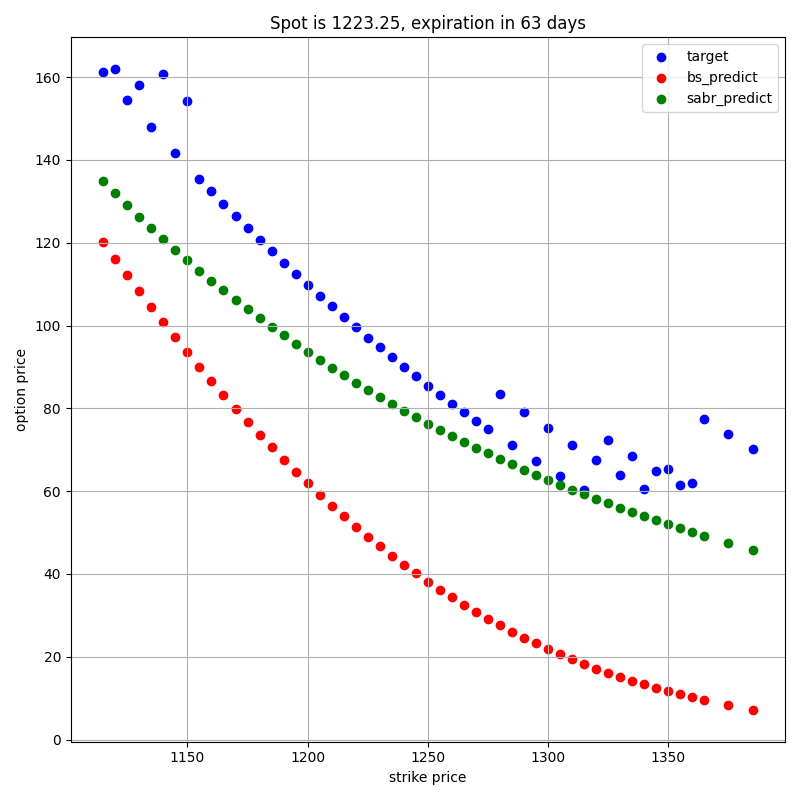 Spot is 1223.25, expiration in 63 days
target
bs_predict
sabr_predict
160
140
120
100
80
60
40
20
0
option price
1150
1200
1250
1300
1350
strike price